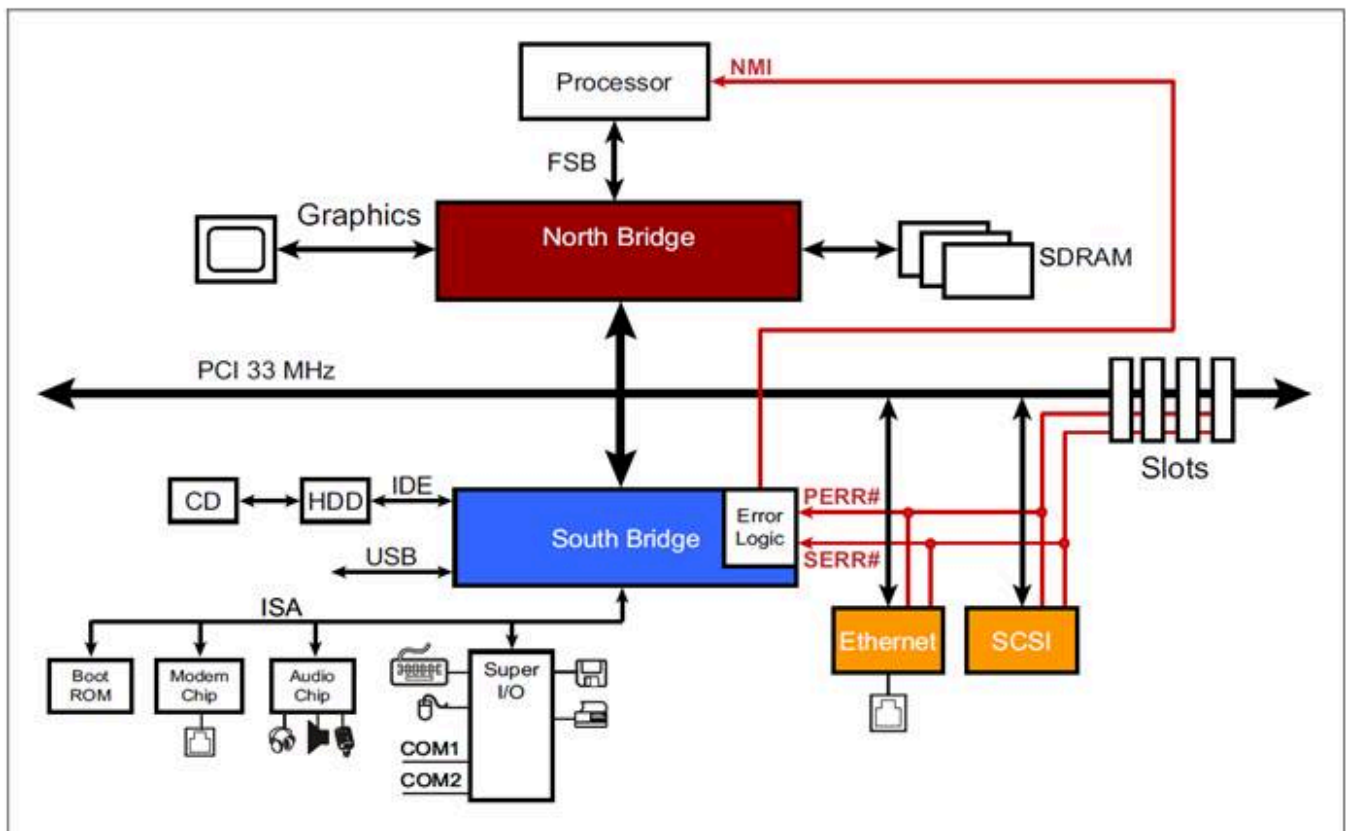 Processor
NMI
FSB
Graphics
North Bridge
SDRAM
PCI 33 MHz
Slots
CD
HDD
IDE
South Bridge
Error
Logic
PERR#
SERR#
USB
ISA
Ethernet
SCSI
Boot
ROM
Modem
Chip
Audio
Chip
Super
I/O
COM1
COM2